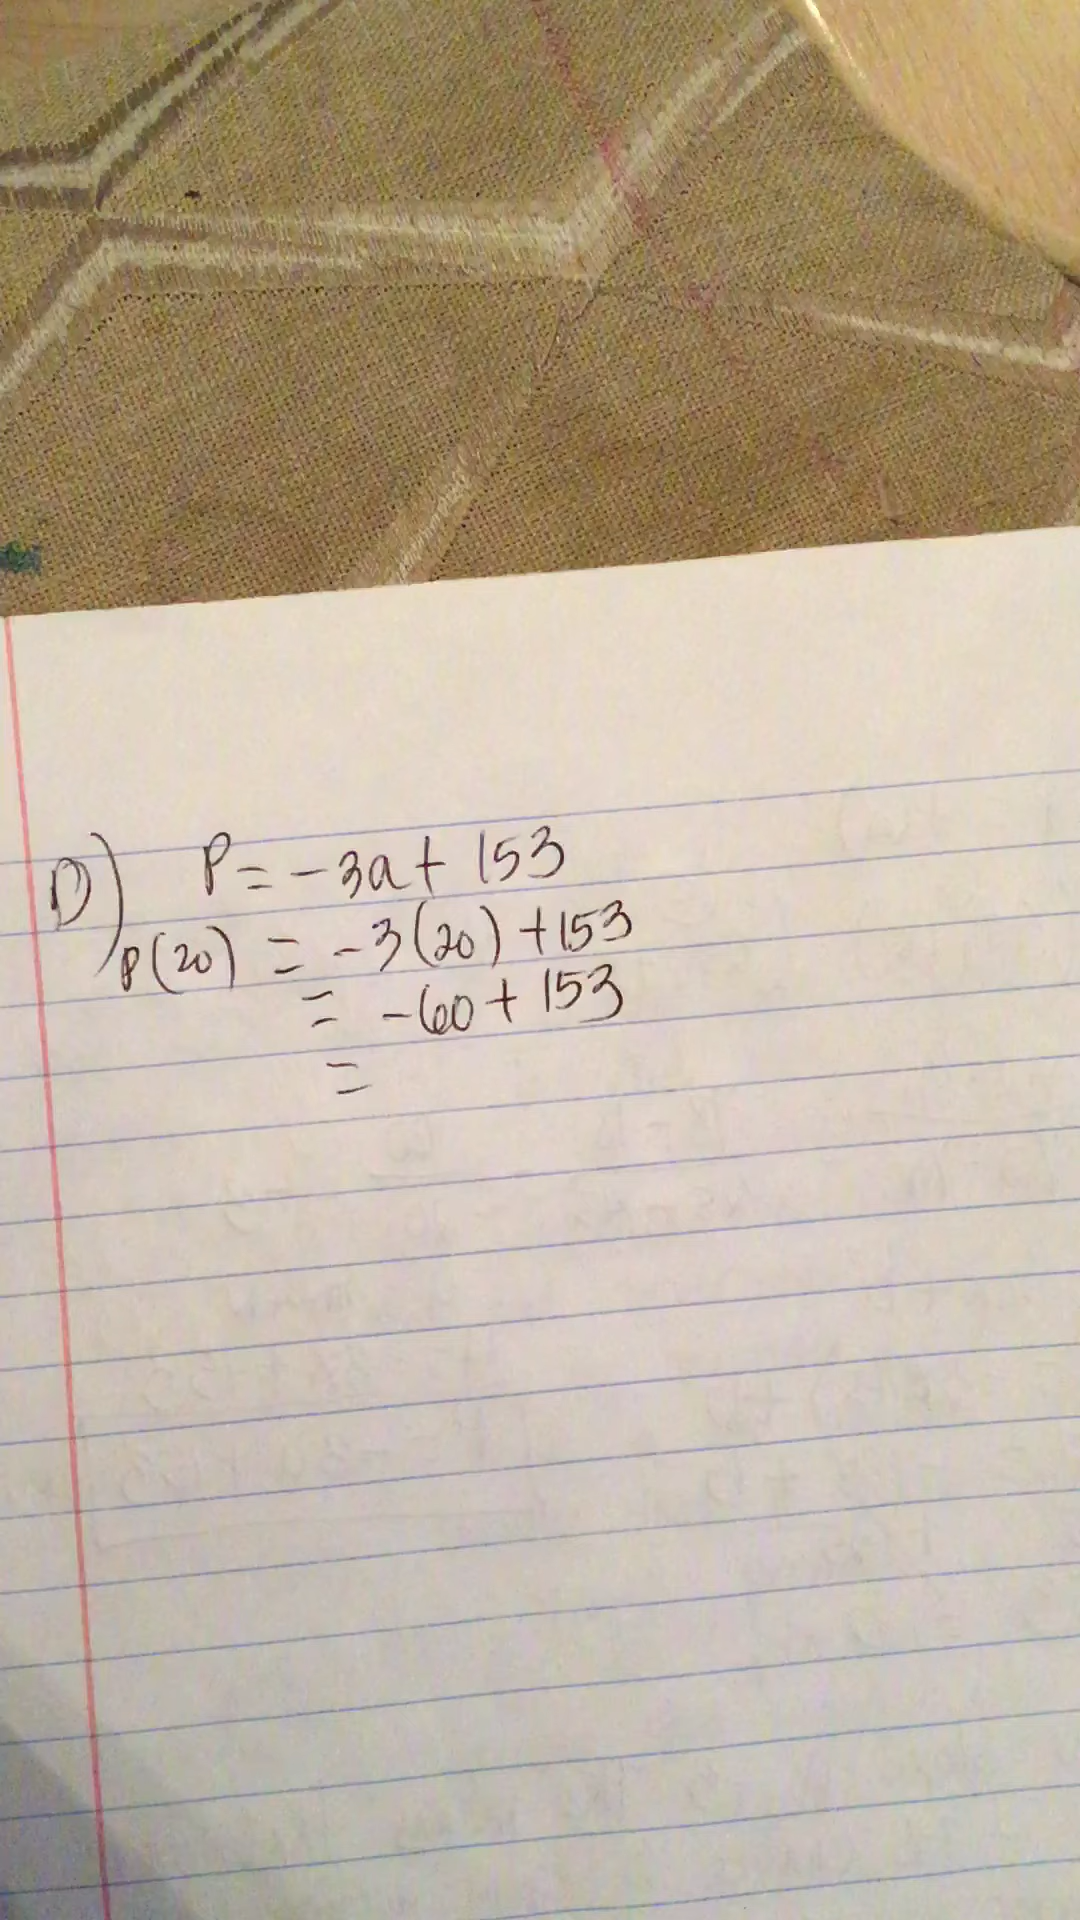 D) P = -3a + 153
P(20) = -3(20) + 153
= -60 + 153
=